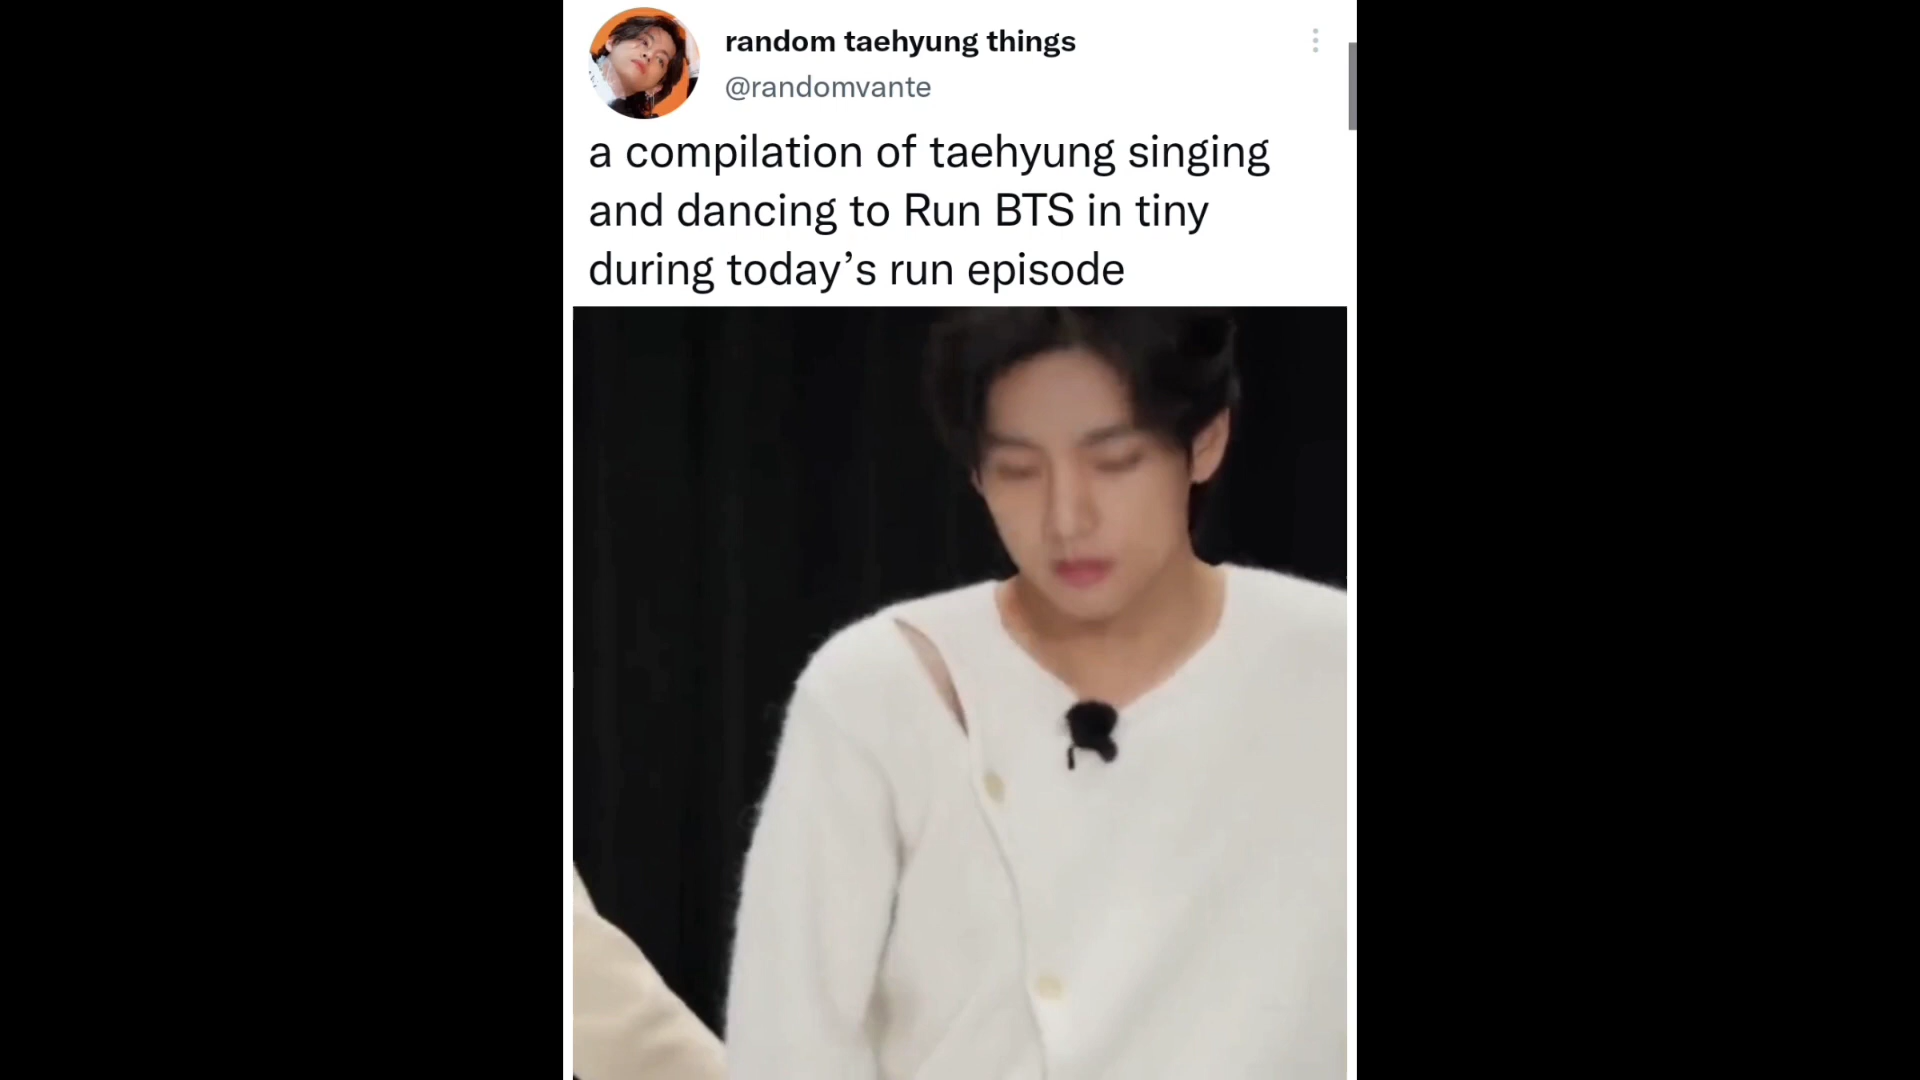 random taehyung things
@randomvante
a compilation of taehyung singing
and dancing to Run BTS in tiny
during today’s run episode